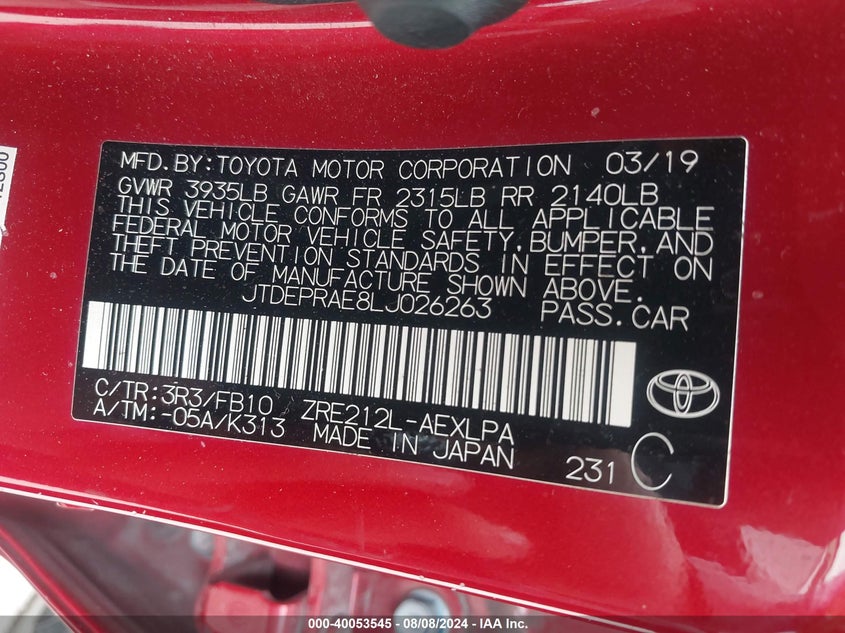 MFD.BY:TOYOTA MOTOR CORPORATION 03/19
GVWR 3935LB GAWR FR 2315LB RR 2140LB
THIS VEHICLE CONFORMS TO ALL APPLICABLE
FEDERAL MOTOR VEHICLE SAFETY,BUMPER,AND
THEFT PREVENTION STANDARDS IN EFFECT ON
THE DATE OF MANUFACTURE SHOWN ABOVE.
JTDEPRAE8LJ026263 PASS.CAR
C/TR:3R3/FB10 ZRE212L-AEXLPA
A/TM:-05A/K313 MADE IN JAPAN
231 C
000-40053545 - 08/08/2024 - IAAI.COM